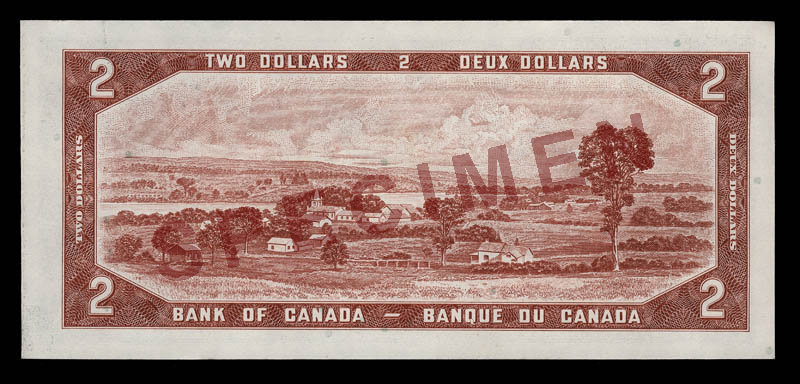 2 TWO DOLLARS 2 DEUX DOLLARS 2
TWO DOLLARS
SPECIMEN
DEUX DOLLARS
2 BANK OF CANADA — BANQUE DU CANADA 2